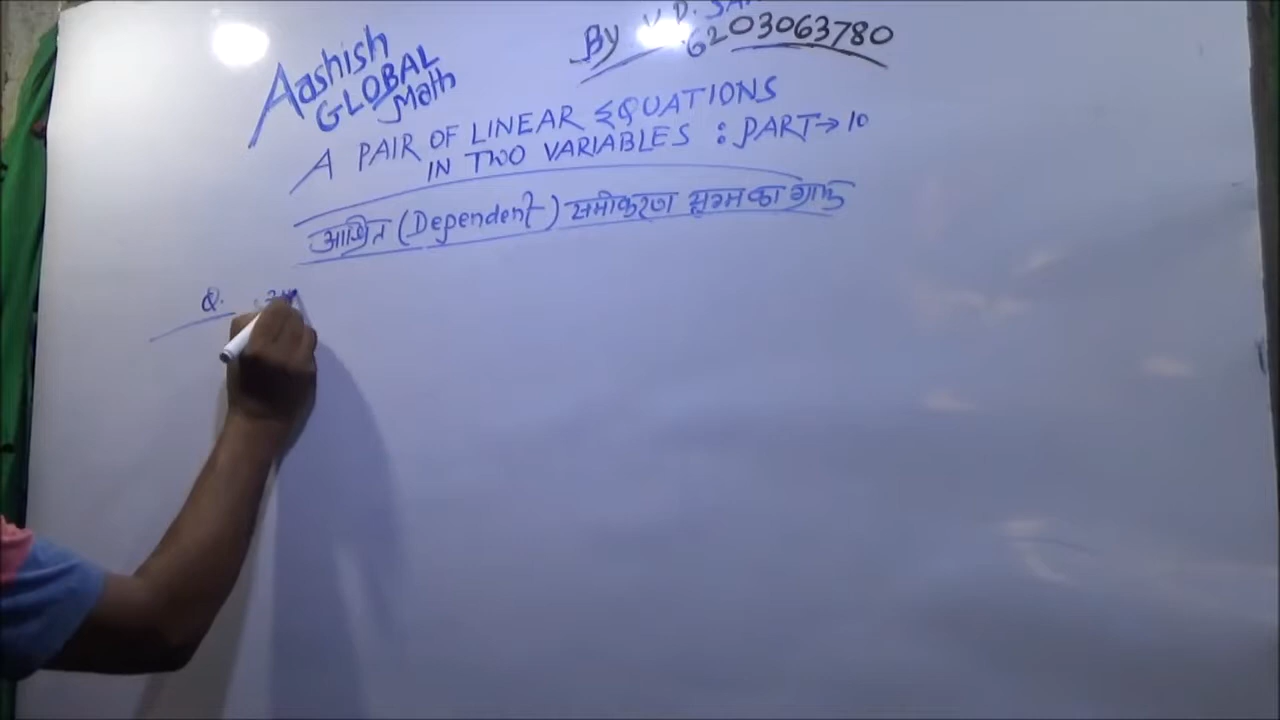 Aashish
GLOBAL
Math
By V.D.
6203063780
A PAIR OF LINEAR EQUATIONS
IN TWO VARIABLES : PART→10
आश्रित (Dependent) समीकरण युग्म का ग्राफ
Q.